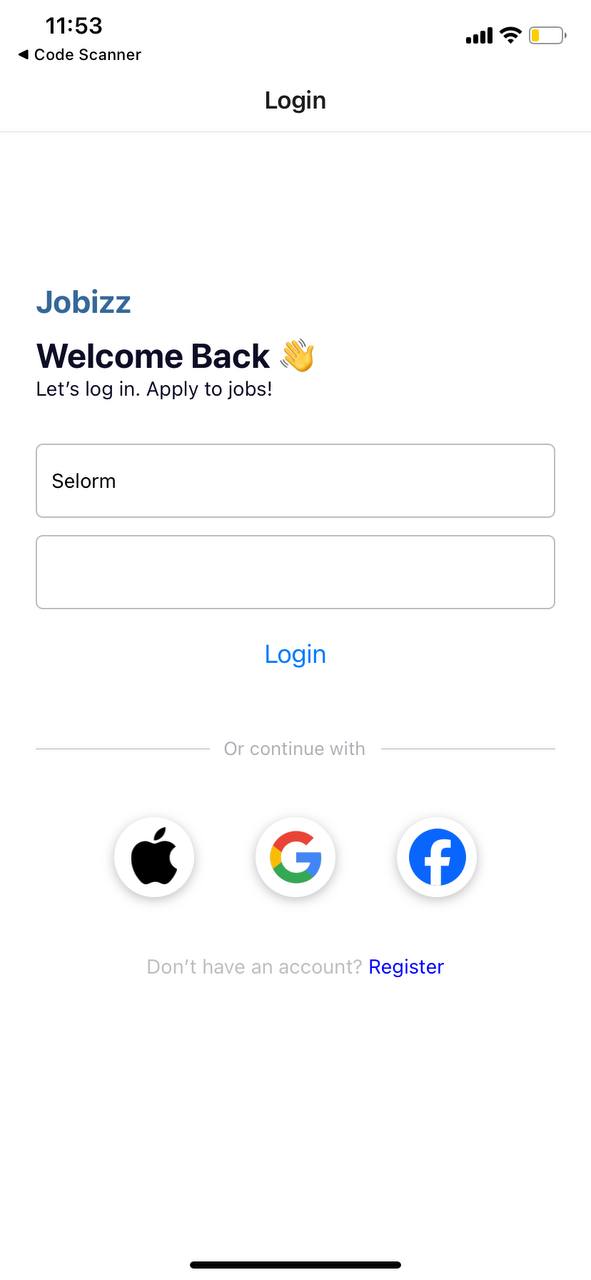 11:53
◀ Code Scanner
Login
Jobizz
Welcome Back 👋
Let's log in. Apply to jobs!
Selorm
Login
Or continue with
Don't have an account? Register